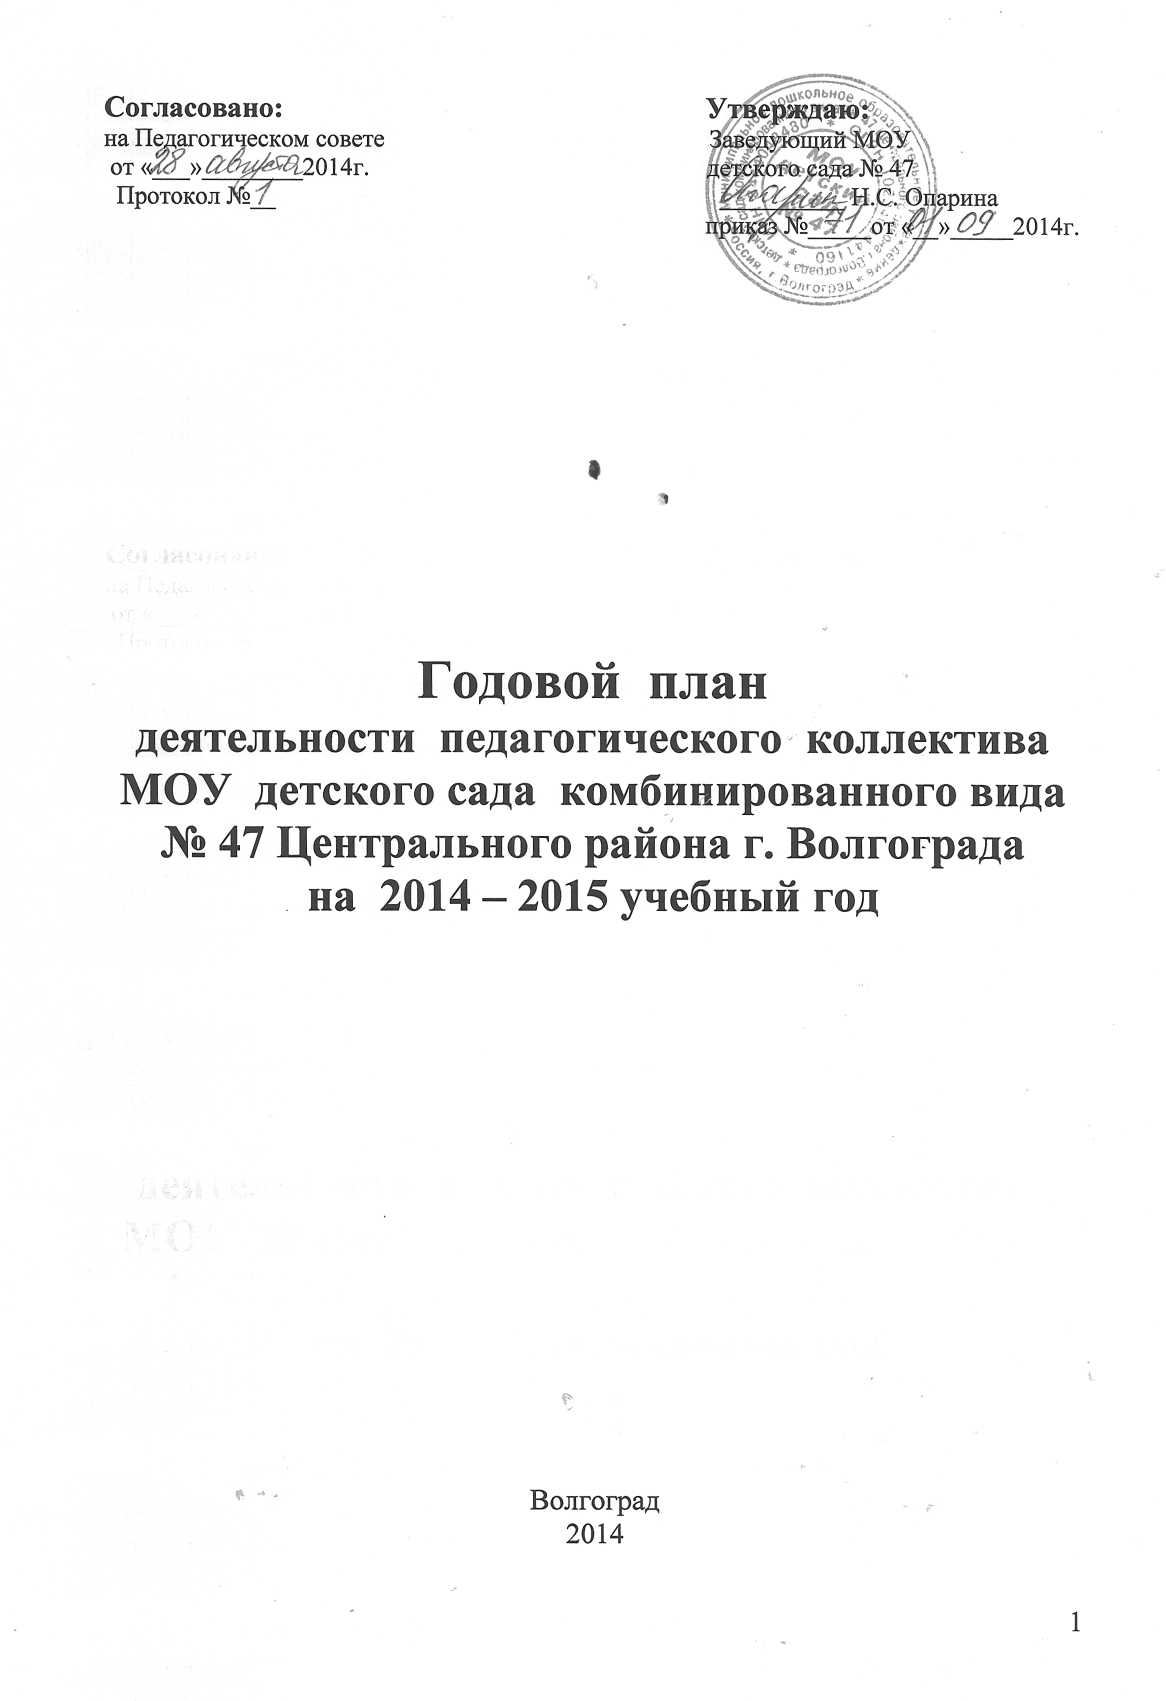 Согласовано:
на Педагогическом совете
от «28 » августа 2014г.
Протокол № 1
Утверждаю:
Заведующий МОУ
детского сада № 47
Н.С. Опарина
приказ № 71 от «01» 09 2014г.
Годовой план
деятельности педагогического коллектива
МОУ детского сада комбинированного вида
№ 47 Центрального района г. Волгограда
на 2014 – 2015 учебный год
Волгоград
2014
1